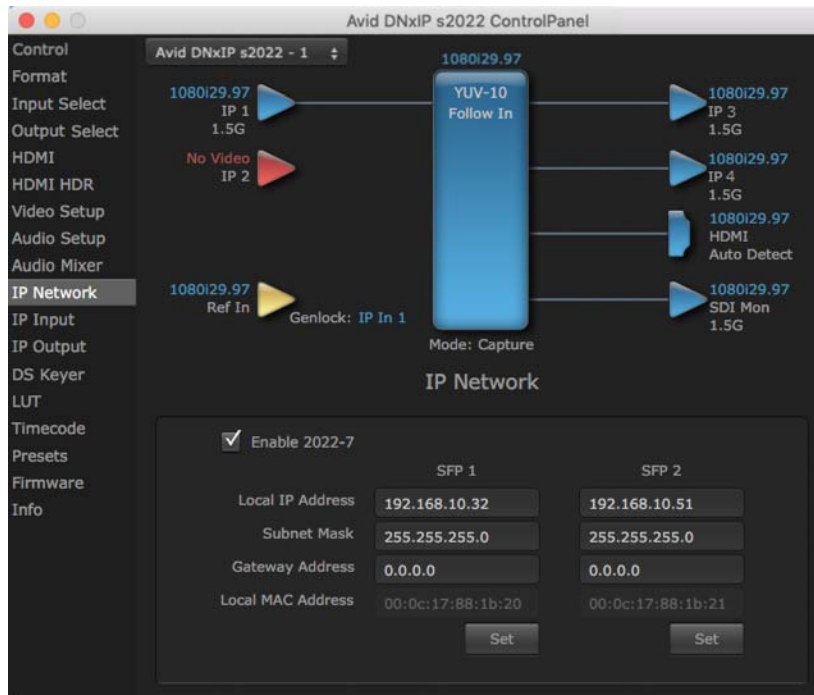 Avid DNxIP s2022 ControlPanel
Control
Format
Input Select
Output Select
HDMI
HDMI HDR
Video Setup
Audio Setup
Audio Mixer
IP Network
IP Input
IP Output
DS Keyer
LUT
Timecode
Presets
Firmware
Info
Avid DNxIP s2022 - 1
1080i29.97
IP 1
1.5G
No Video
IP 2
1080i29.97
Ref In
Genlock: IP In 1
1080i29.97
YUV-10
Follow In
Mode: Capture
1080i29.97
IP 3
1.5G
1080i29.97
IP 4
1.5G
1080i29.97
HDMI
Auto Detect
1080i29.97
SDI Mon
1.5G
IP Network
Enable 2022-7
SFP 1 SFP 2
Local IP Address 192.168.10.32 192.168.10.51
Subnet Mask 255.255.255.0 255.255.255.0
Gateway Address 0.0.0.0 0.0.0.0
Local MAC Address 00:0c:17:88:1b:20 00:0c:17:88:1b:21
Set Set